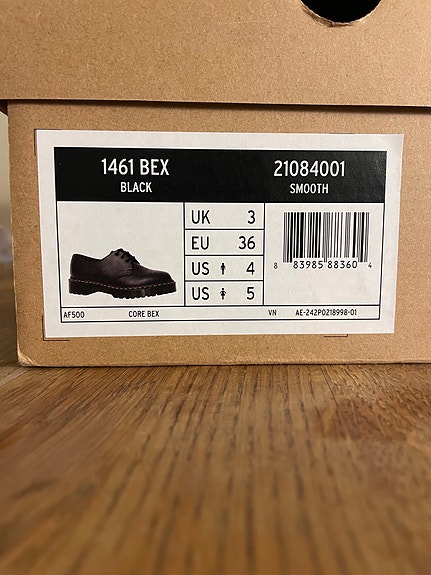 1461 BEX
BLACK
21084001
SMOOTH
UK 3
EU 36
US 4
US 5
8 83985 88360 4
AF500 CORE BEX VN AE-242P0218998-01